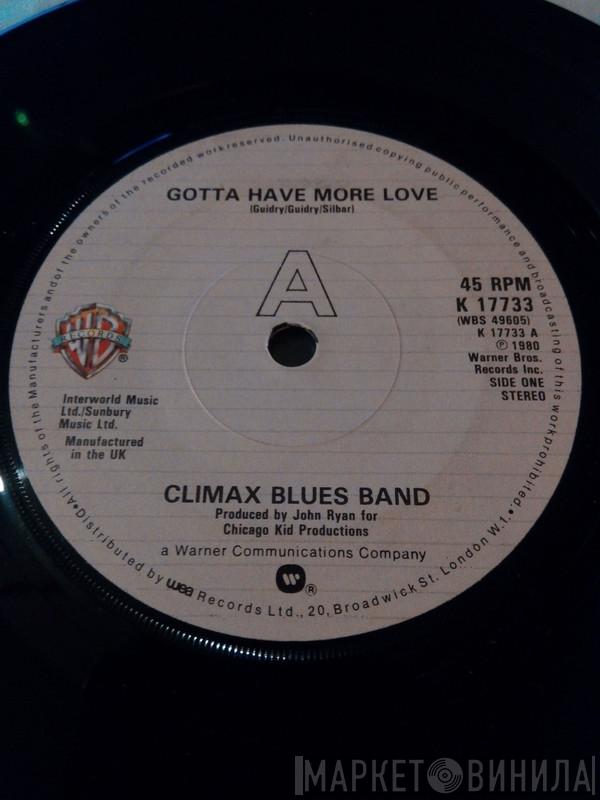 GOTTA HAVE MORE LOVE
(Guidry/Guidry/Silbar)
A
45 RPM
K 17733
(WBS 49605)
K 17733 A
Ⓟ 1980
Warner Bros.
Records Inc.
SIDE ONE
STEREO
WB
RECORDS
®
Interworld Music
Ltd./Sunbury
Music Ltd.
Manufactured
in the UK
CLIMAX BLUES BAND
Produced by John Ryan for
Chicago Kid Productions
a Warner Communications Company
®
•All rights of the Manufacturers and of the owners of the recorded work reserved. Unauthorised copying public performance and broadcasting of this work prohibited.
•Distributed by wea Records Ltd., 20, Broadwick St. London W.1.•
МАРКЕТ ВИНИЛА